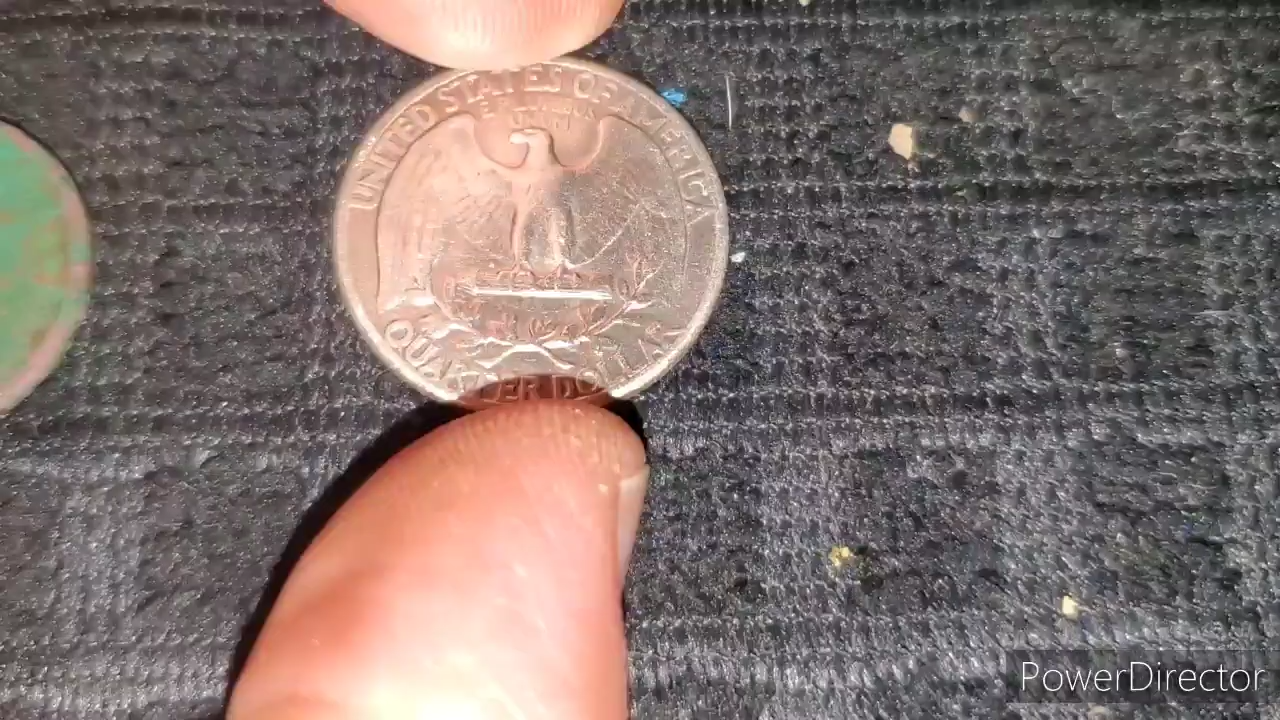 UNITED STATES OF AMERICA
E PLURIBUS
UNUM
QUARTER DOLLAR
PowerDirector